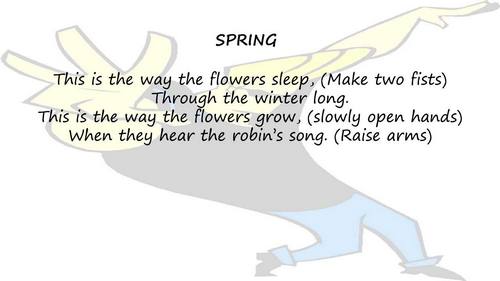 SPRING
This is the way the flowers sleep, (Make two fists)
Through the winter long.
This is the way the flowers grow, (slowly open hands)
When they hear the robin’s song. (Raise arms)